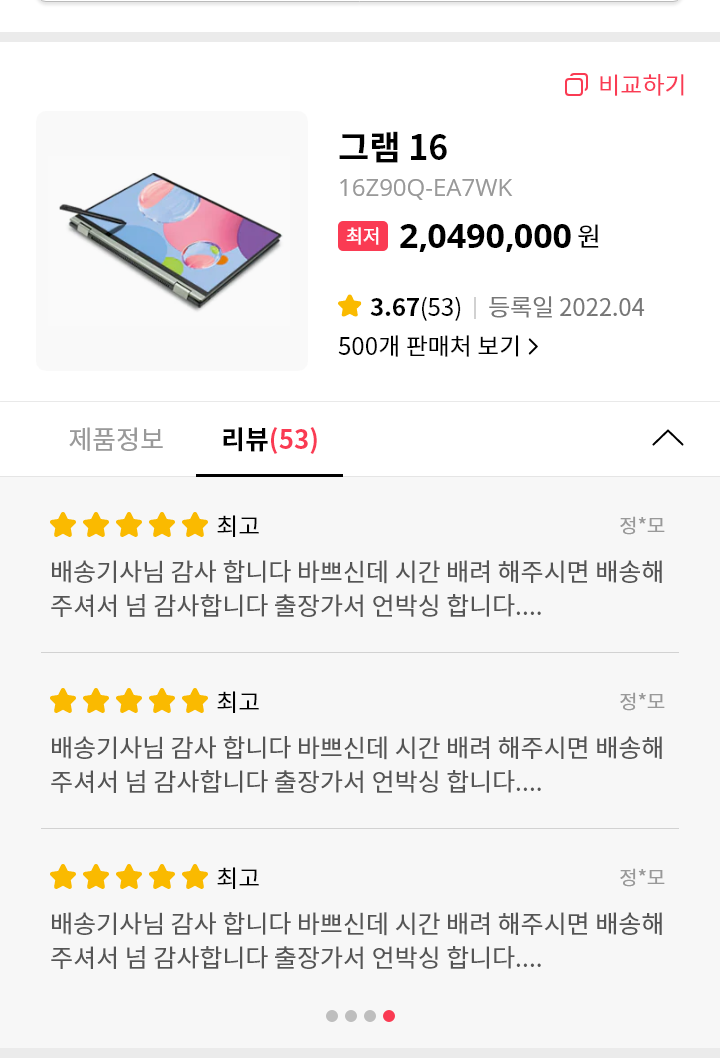 비교하기
그램 16
16Z90Q-EA7WK
최저 2,0490,000 원
3.67(53) | 등록일 2022.04
500개 판매처 보기 >
제품정보 리뷰(53)
최고 정*모
배송기사님 감사 합니다 바쁘신데 시간 배려 해주시면 배송해
주셔서 넘 감사합니다 출장가서 언박싱 합니다....
최고 정*모
배송기사님 감사 합니다 바쁘신데 시간 배려 해주시면 배송해
주셔서 넘 감사합니다 출장가서 언박싱 합니다....
최고 정*모
배송기사님 감사 합니다 바쁘신데 시간 배려 해주시면 배송해
주셔서 넘 감사합니다 출장가서 언박싱 합니다....